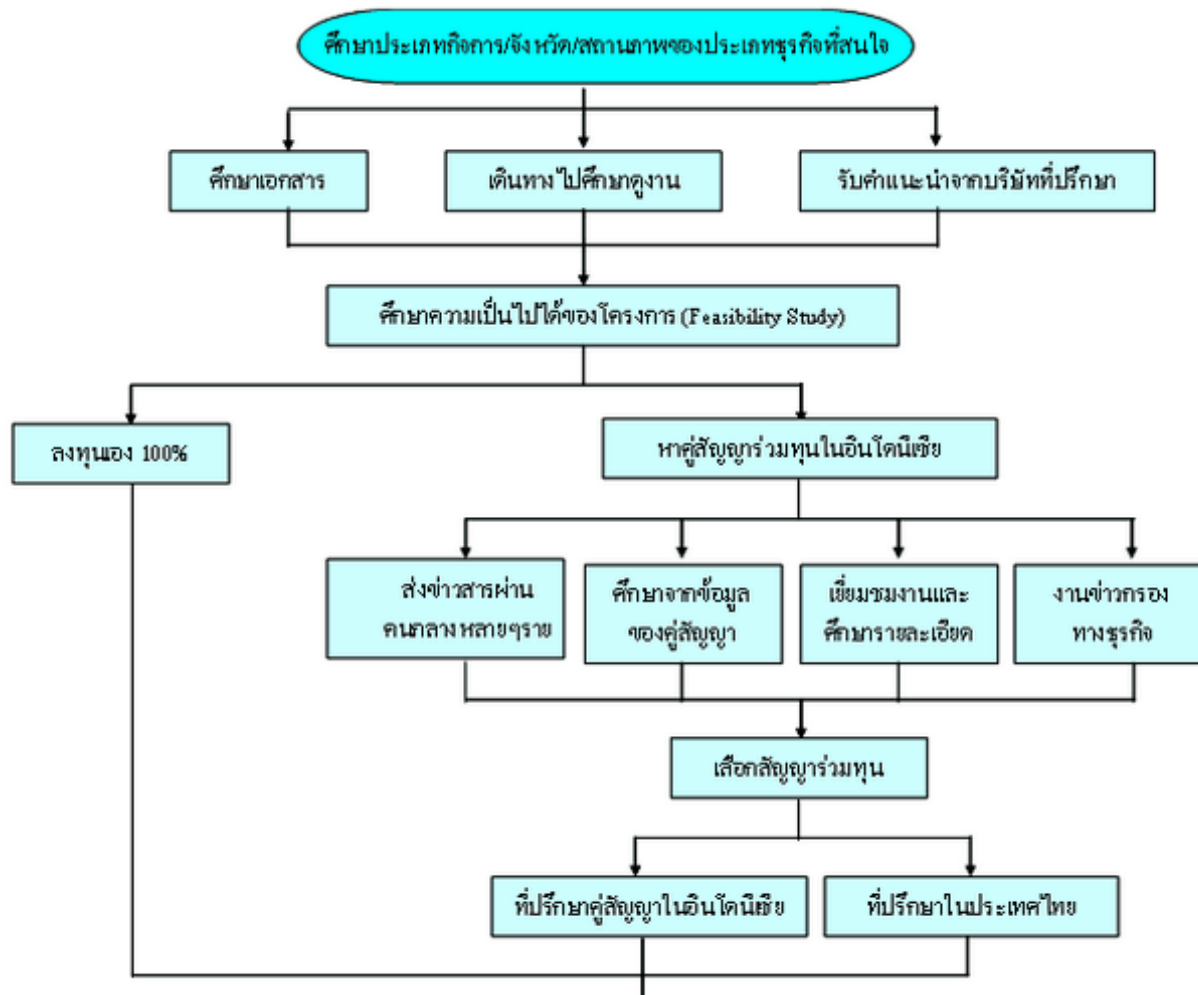 ศึกษาประเภทกิจการ/จังหวัด/สถานภาพของประเภทธุรกิจที่สนใจ
ศึกษาเอกสาร
เดินทางไปศึกษาดูงาน
รับคำแนะนำจากบริษัทที่ปรึกษา
ศึกษาความเป็นไปได้ของโครงการ (Feasibility Study)
ลงทุนเอง 100%
หาคู่สัญญาร่วมทุนในอินโดนีเซีย
ส่งข่าวสารผ่าน
คนกลางหลายๆราย
ศึกษาจากข้อมูล
ของคู่สัญญา
เยี่ยมชมงานและ
ศึกษารายละเอียด
งานข่าวกรอง
ทางธุรกิจ
เลือกสัญญาร่วมทุน
ที่ปรึกษาคู่สัญญาในอินโดนีเซีย
ที่ปรึกษาในประเทศไทย